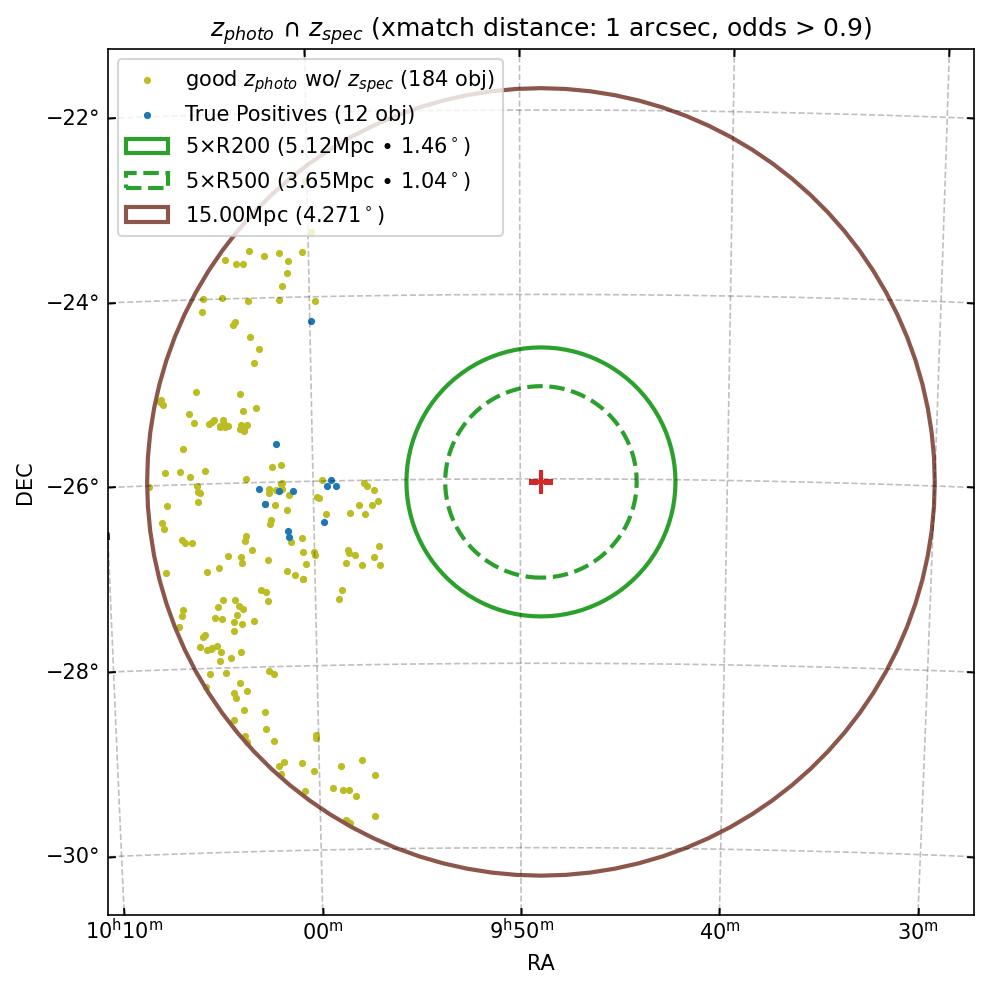 z_photo ∩ z_spec (xmatch distance: 1 arcsec, odds > 0.9)
good z_photo wo/ z_spec (184 obj)
True Positives (12 obj)
5×R200 (5.12Mpc • 1.46°)
5×R500 (3.65Mpc • 1.04°)
15.00Mpc (4.271°)
−22°
−24°
−26°
−28°
−30°
DEC
10h10m 00m 9h50m 40m 30m
RA